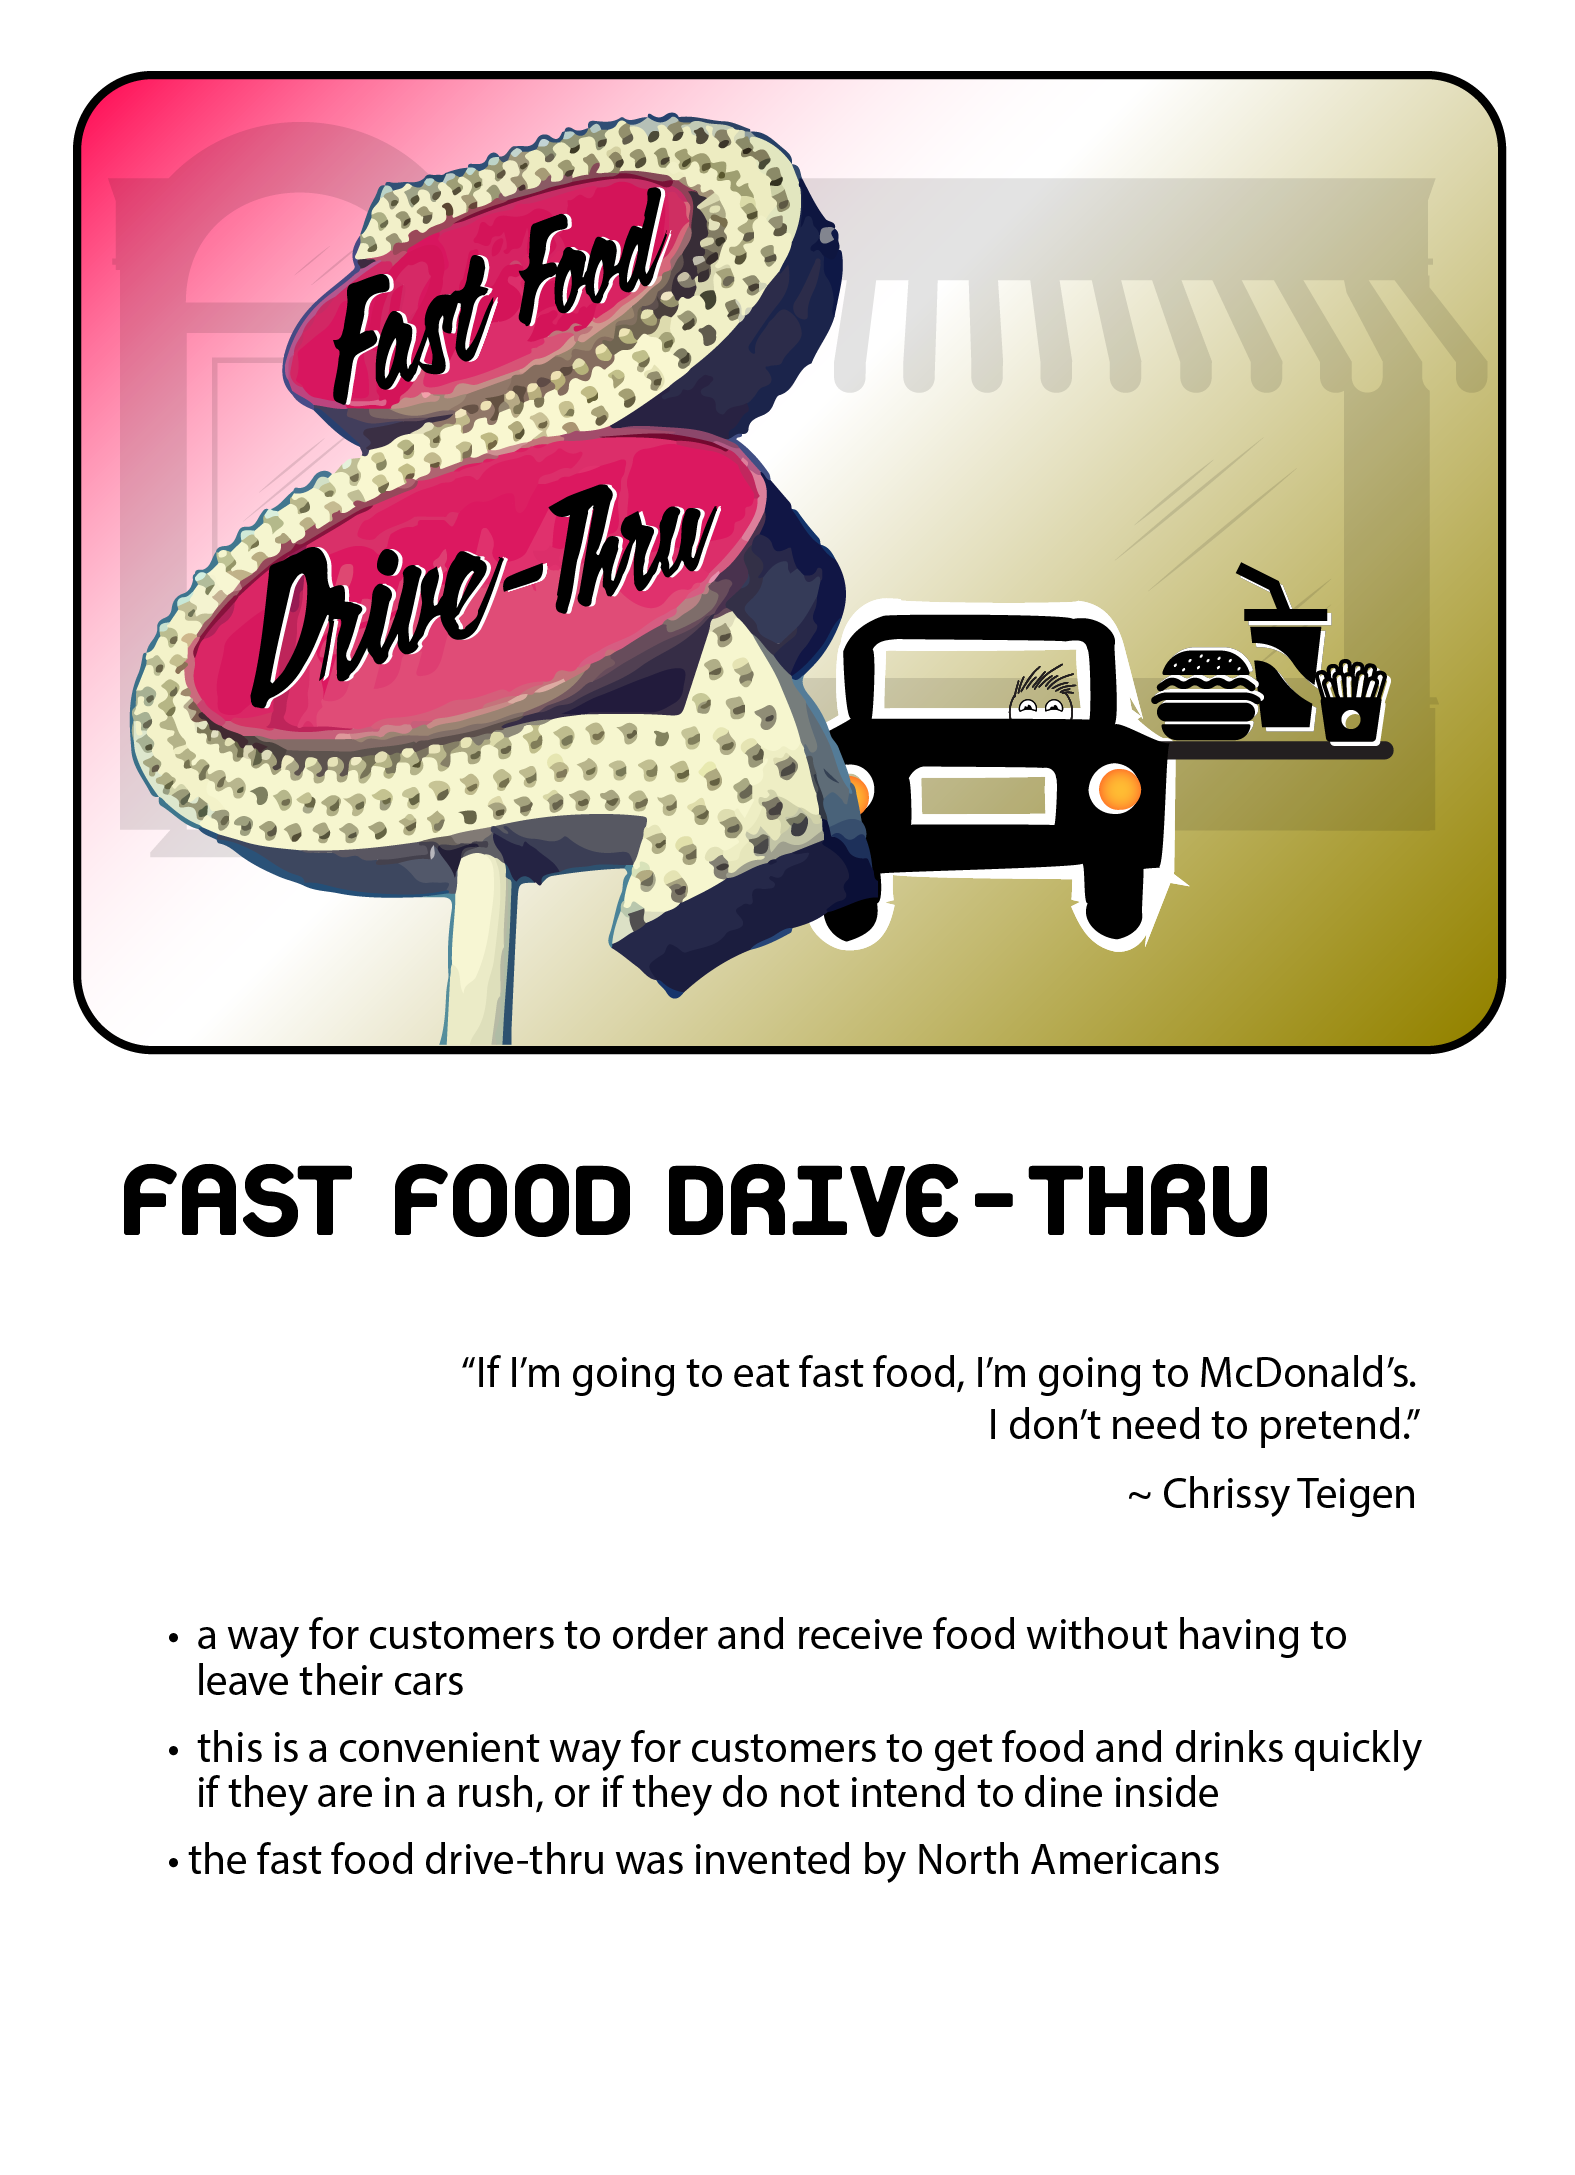 Fast Food
Drive-Thru
FAST FOOD DRIVE-THRU
“If I’m going to eat fast food, I’m going to McDonald’s.
I don’t need to pretend.”
~ Chrissy Teigen
• a way for customers to order and receive food without having to
leave their cars
• this is a convenient way for customers to get food and drinks quickly
if they are in a rush, or if they do not intend to dine inside
• the fast food drive-thru was invented by North Americans